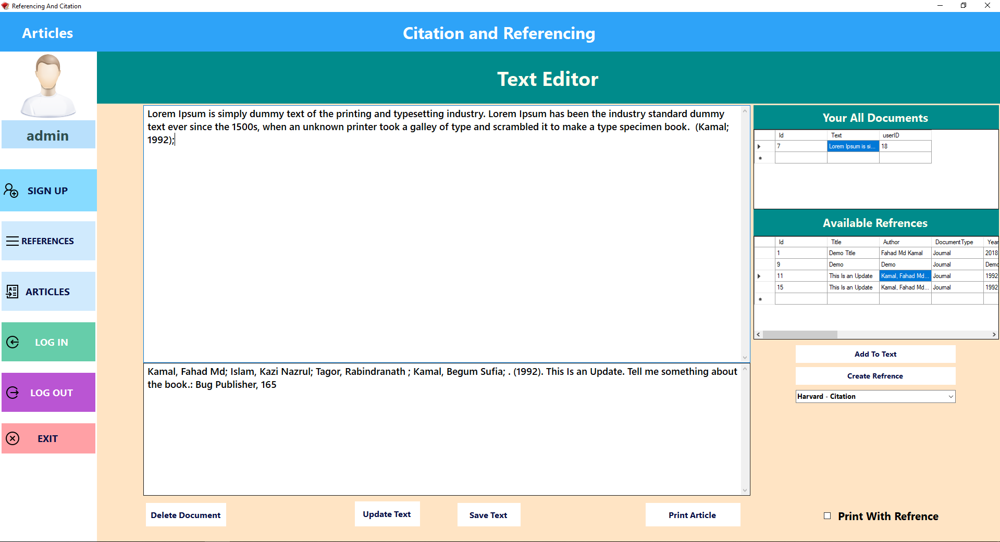 Referencing And Citation
Articles
Citation and Referencing
Text Editor
admin
SIGN UP
REFERENCES
ARTICLES
LOG IN
LOG OUT
EXIT
Lorem Ipsum is simply dummy text of the printing and typesetting industry. Lorem Ipsum has been the industry standard dummy
text ever since the 1500s, when an unknown printer took a galley of type and scrambled it to make a type specimen book.  (Kamal;
1992);
Kamal, Fahad Md; Islam, Kazi Nazrul; Tagor, Rabindranath ; Kamal, Begum Sufia; . (1992). This Is an Update. Tell me something about
the book.: Bug Publisher, 165
Your All Documents
Id Text userID
7 Lorem Ipsum is si... 18
Available Refrences
Id Title Author DocumentType Year
1 Demo Title Fahad Md Kamal Journal 2018
9 Demo Demo Journal Demo
11 This Is an Update Kamal, Fahad Md... Journal 1992
15 This Is an Update Kamal, Fahad Md... Journal 1992
Add To Text
Create Refrence
Harvard - Citation
Delete Document
Update Text
Save Text
Print Article
Print With Refrence